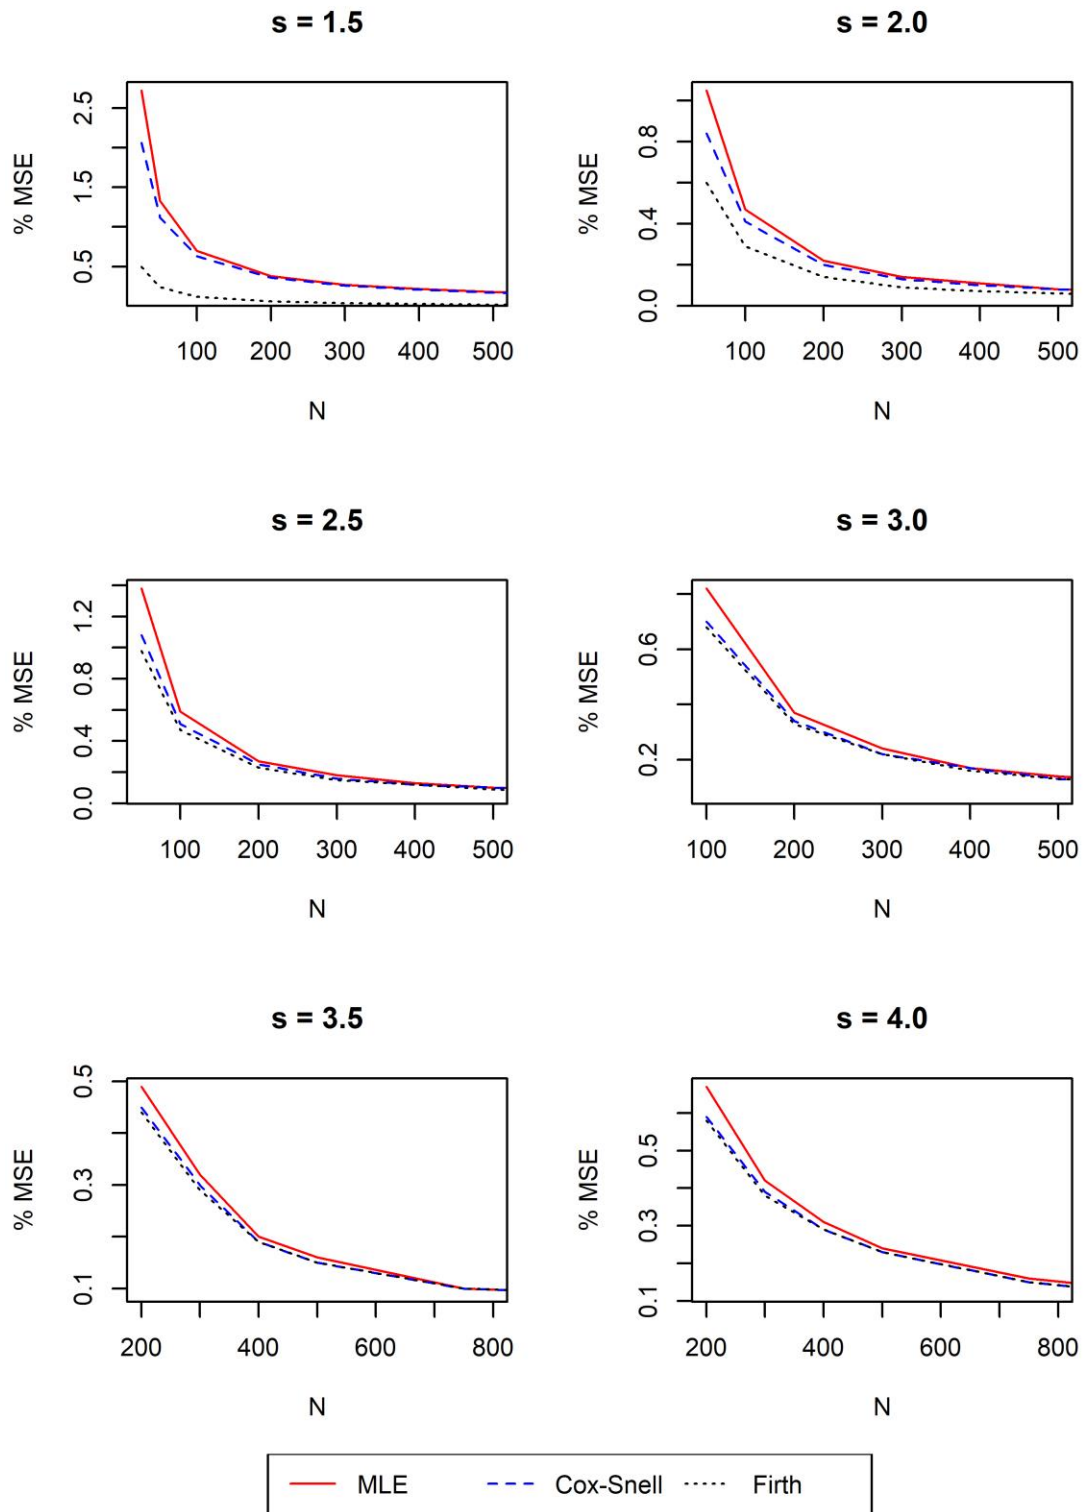 s = 1.5
% MSE
0.5 1.5 2.5
100 200 300 400 500
N
s = 2.0
% MSE
0.0 0.4 0.8
100 200 300 400 500
N
s = 2.5
% MSE
0.0 0.4 0.8 1.2
100 200 300 400 500
N
s = 3.0
% MSE
0.2 0.6
100 200 300 400 500
N
s = 3.5
% MSE
0.1 0.3 0.5
200 400 600 800
N
s = 4.0
% MSE
0.1 0.3 0.5
200 400 600 800
N
MLE Cox-Snell Firth